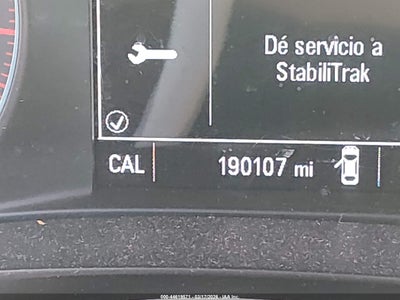 Dé servicio a
StabiliTrak
CAL
190107 mi